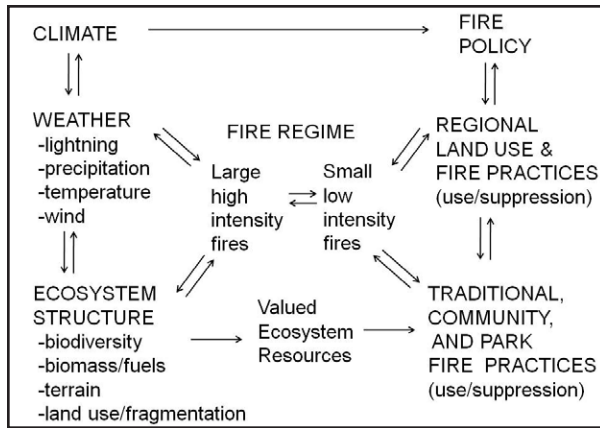 CLIMATE
FIRE
POLICY
WEATHER
-lightning
-precipitation
-temperature
-wind
FIRE REGIME
Large
high
intensity
fires
Small
low
intensity
fires
REGIONAL
LAND USE &
FIRE PRACTICES
(use/suppression)
ECOSYSTEM
STRUCTURE
-biodiversity
-biomass/fuels
-terrain
-land use/fragmentation
Valued
Ecosystem
Resources
TRADITIONAL,
COMMUNITY,
AND PARK
FIRE PRACTICES
(use/suppression)